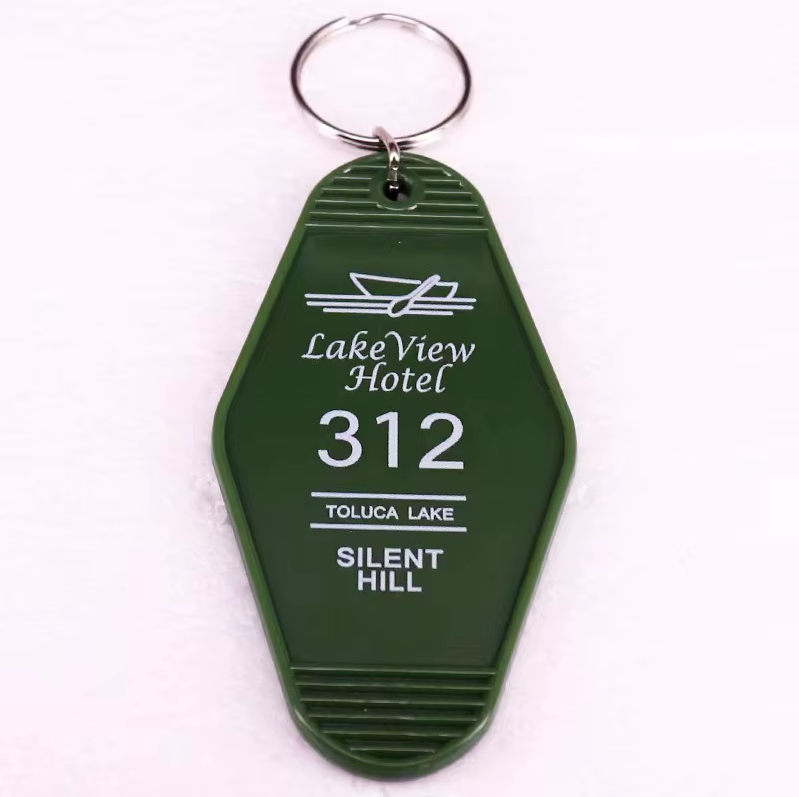 LakeView
Hotel
312
TOLUCA LAKE
SILENT
HILL